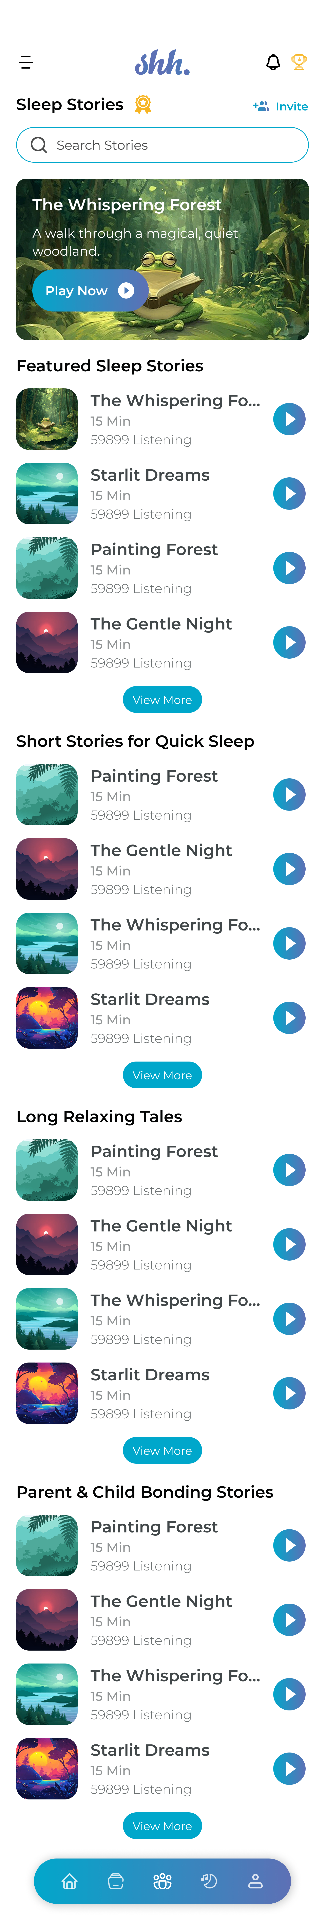 shh.
Sleep Stories
Invite
Search Stories
The Whispering Forest
A walk through a magical, quiet
woodland.
Play Now
Featured Sleep Stories
The Whispering Fo...
15 Min
59899 Listening
Starlit Dreams
15 Min
59899 Listening
Painting Forest
15 Min
59899 Listening
The Gentle Night
15 Min
59899 Listening
View More
Short Stories for Quick Sleep
Painting Forest
15 Min
59899 Listening
The Gentle Night
15 Min
59899 Listening
The Whispering Fo...
15 Min
59899 Listening
Starlit Dreams
15 Min
59899 Listening
View More
Long Relaxing Tales
Painting Forest
15 Min
59899 Listening
The Gentle Night
15 Min
59899 Listening
The Whispering Fo...
15 Min
59899 Listening
Starlit Dreams
15 Min
59899 Listening
View More
Parent & Child Bonding Stories
Painting Forest
15 Min
59899 Listening
The Gentle Night
15 Min
59899 Listening
The Whispering Fo...
15 Min
59899 Listening
Starlit Dreams
15 Min
59899 Listening
View More